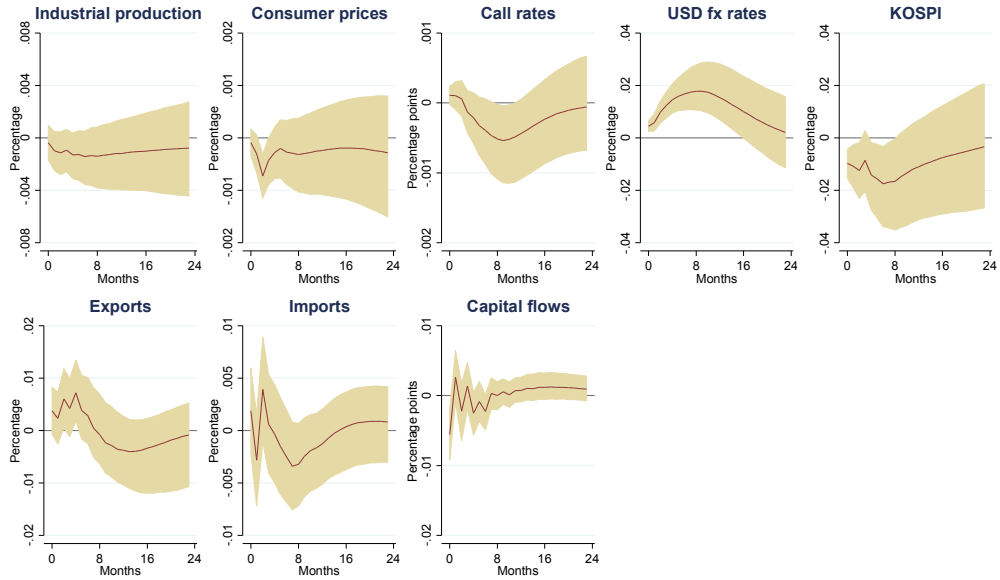 Industrial production
Percentage
.008
.004
0
-.004
-.008
0 8 16 24
Months
Consumer prices
Percentage
.002
.001
0
-.001
-.002
0 8 16 24
Months
Call rates
Percentage points
.001
0
-.001
-.002
0 8 16 24
Months
USD fx rates
Percentage
.04
.02
0
-.02
-.04
0 8 16 24
Months
KOSPI
Percentage
.04
.02
0
-.02
-.04
0 8 16 24
Months
Exports
Percentage
.02
.01
0
-.01
-.02
0 8 16 24
Months
Imports
Percentage
.01
.005
0
-.005
-.01
0 8 16 24
Months
Capital flows
Percentage points
.01
0
-.01
-.02
0 8 16 24
Months